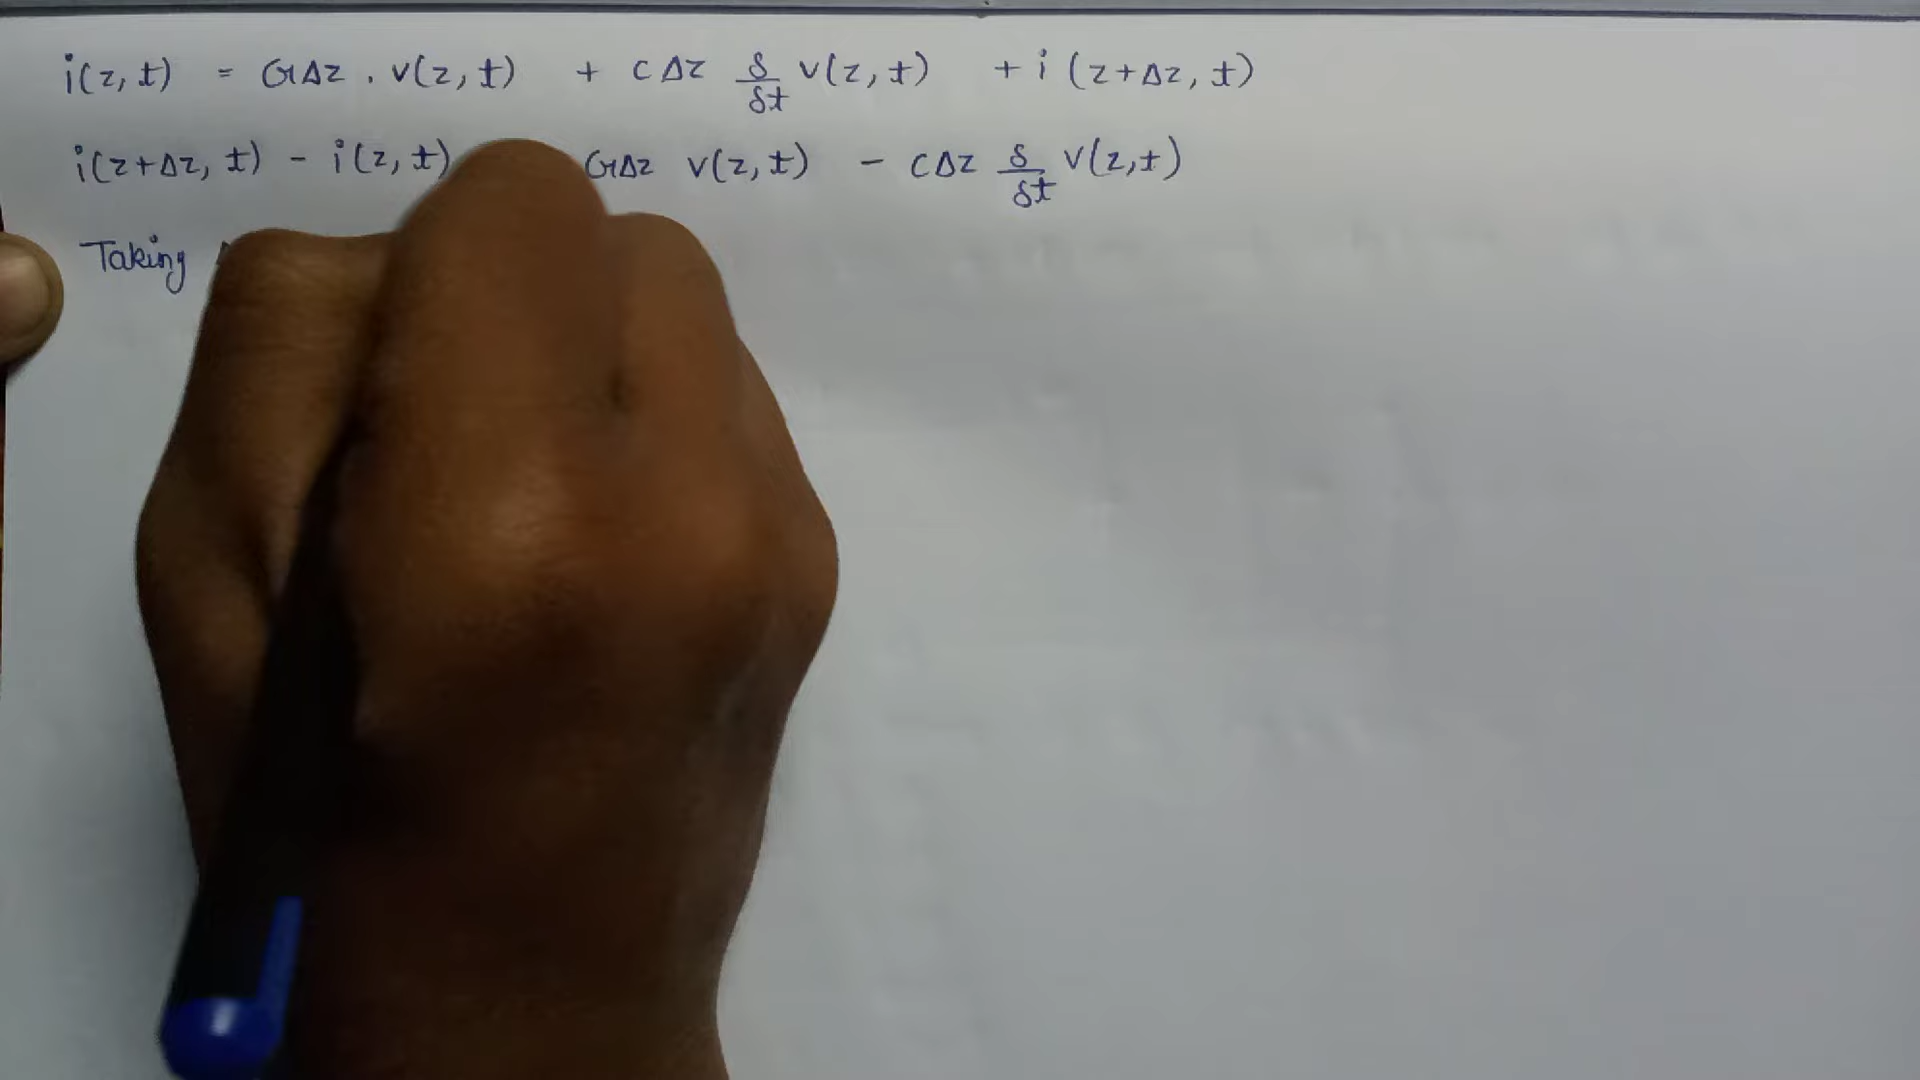 i(z, t) = GΔz . v(z, t) + CΔz δ/δt v(z, t) + i (z+Δz, t)
i(z+Δz, t) - i(z, t) GΔz v(z, t) - CΔz δ/δt v(z,t)
Taking